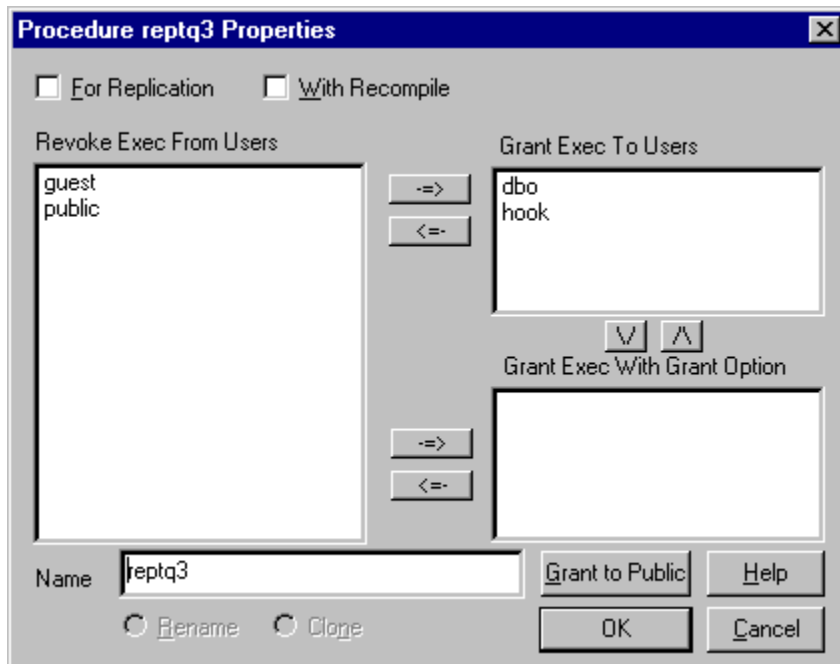 Procedure reptq3 Properties
For Replication
With Recompile
Revoke Exec From Users
Grant Exec To Users
guest
public
-=>
<=-
dbo
hook
\/
/\
Grant Exec With Grant Option
-=>
<=-
Name
reptq3
Grant to Public
Help
Rename
Clone
OK
Cancel